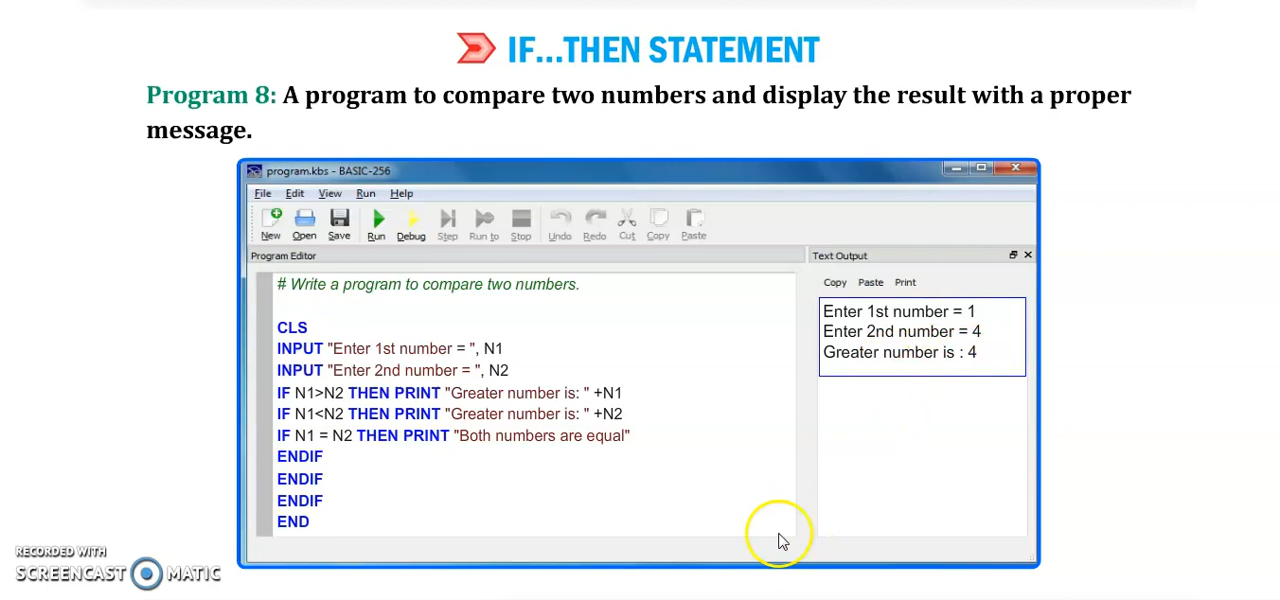 IF...THEN STATEMENT
Program 8: A program to compare two numbers and display the result with a proper
message.
program.kbs - BASIC-256
File Edit View Run Help
New Open Save Run Debug Step Run to Stop Undo Redo Cut Copy Paste
Program Editor
Text Output
# Write a program to compare two numbers.
CLS
INPUT "Enter 1st number = ", N1
INPUT "Enter 2nd number = ", N2
IF N1>N2 THEN PRINT "Greater number is: " +N1
IF N1<N2 THEN PRINT "Greater number is: " +N2
IF N1 = N2 THEN PRINT "Both numbers are equal"
ENDIF
ENDIF
ENDIF
END
Copy Paste Print
Enter 1st number = 1
Enter 2nd number = 4
Greater number is : 4
RECORDED WITH
SCREENCAST MATIC